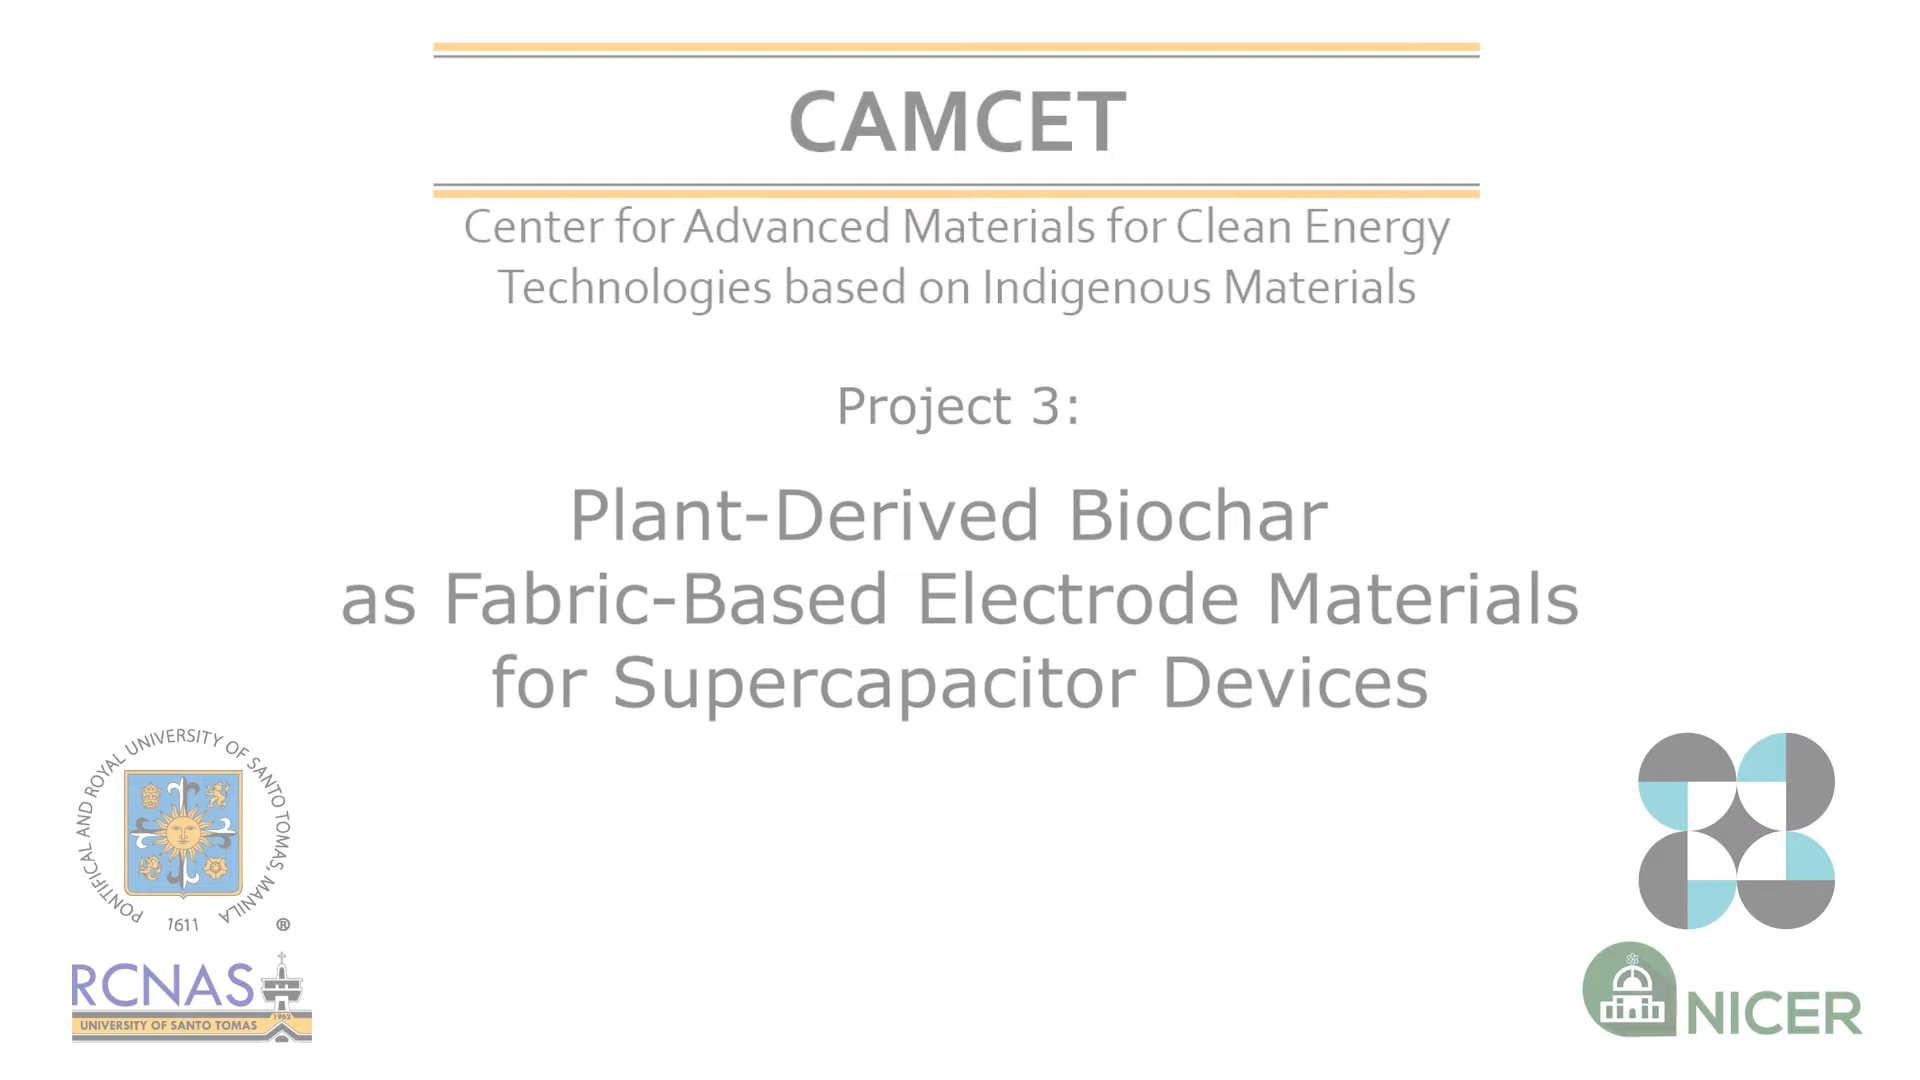 CAMCET
Center for Advanced Materials for Clean Energy
Technologies based on Indigenous Materials
Project 3:
Plant-Derived Biochar
as Fabric-Based Electrode Materials
for Supercapacitor Devices
PONTIFICAL AND ROYAL UNIVERSITY OF SANTO TOMAS, MANILA
1611
®
RCNAS
1962
UNIVERSITY OF SANTO TOMAS
NICER